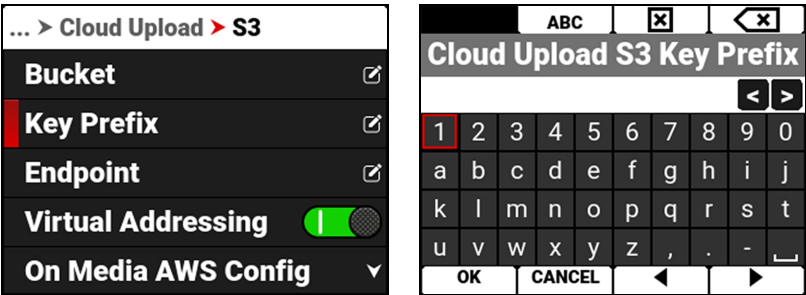 ... > Cloud Upload > S3
Bucket
Key Prefix
Endpoint
Virtual Addressing
On Media AWS Config
ABC
Cloud Upload S3 Key Prefix
< >
1 2 3 4 5 6 7 8 9 0
a b c d e f g h i j
k l m n o p q r s t
u v w x y z , . -
OK CANCEL